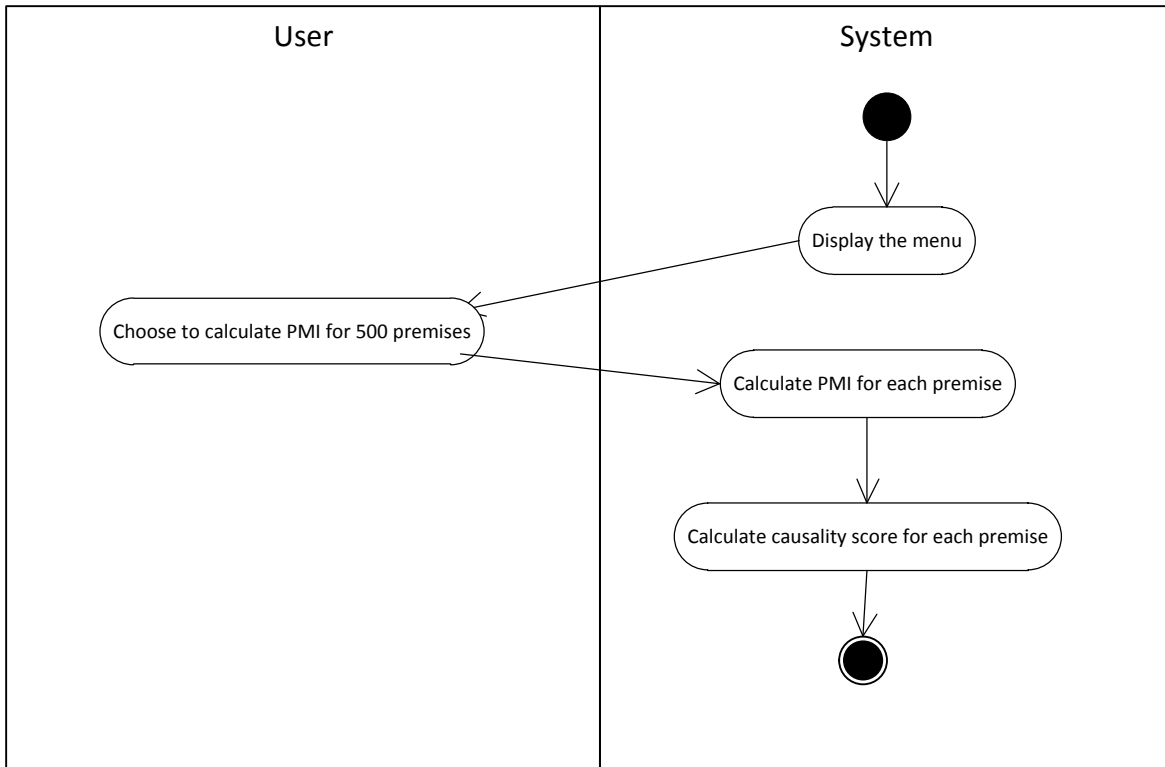 User
System
Display the menu
Choose to calculate PMI for 500 premises
Calculate PMI for each premise
Calculate causality score for each premise